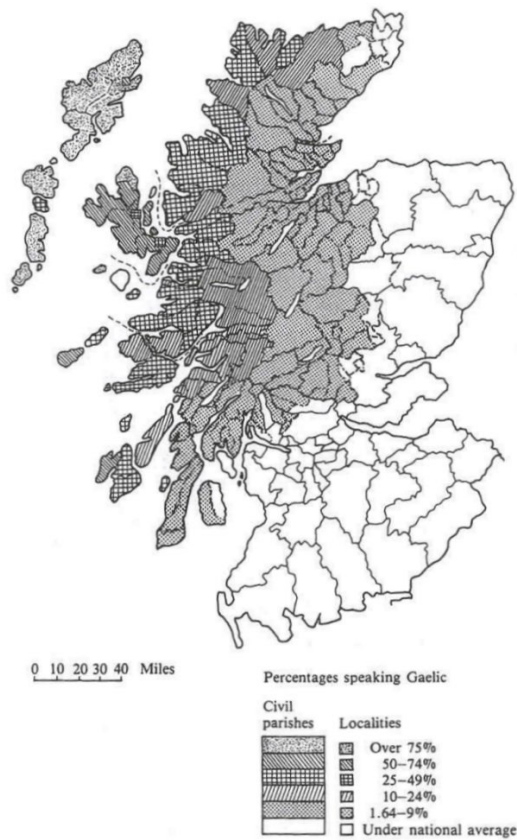 0 10 20 30 40 Miles
Percentages speaking Gaelic
Civil
parishes Localities
Over 75%
50–74%
25–49%
10–24%
1.64–9%
Under national average